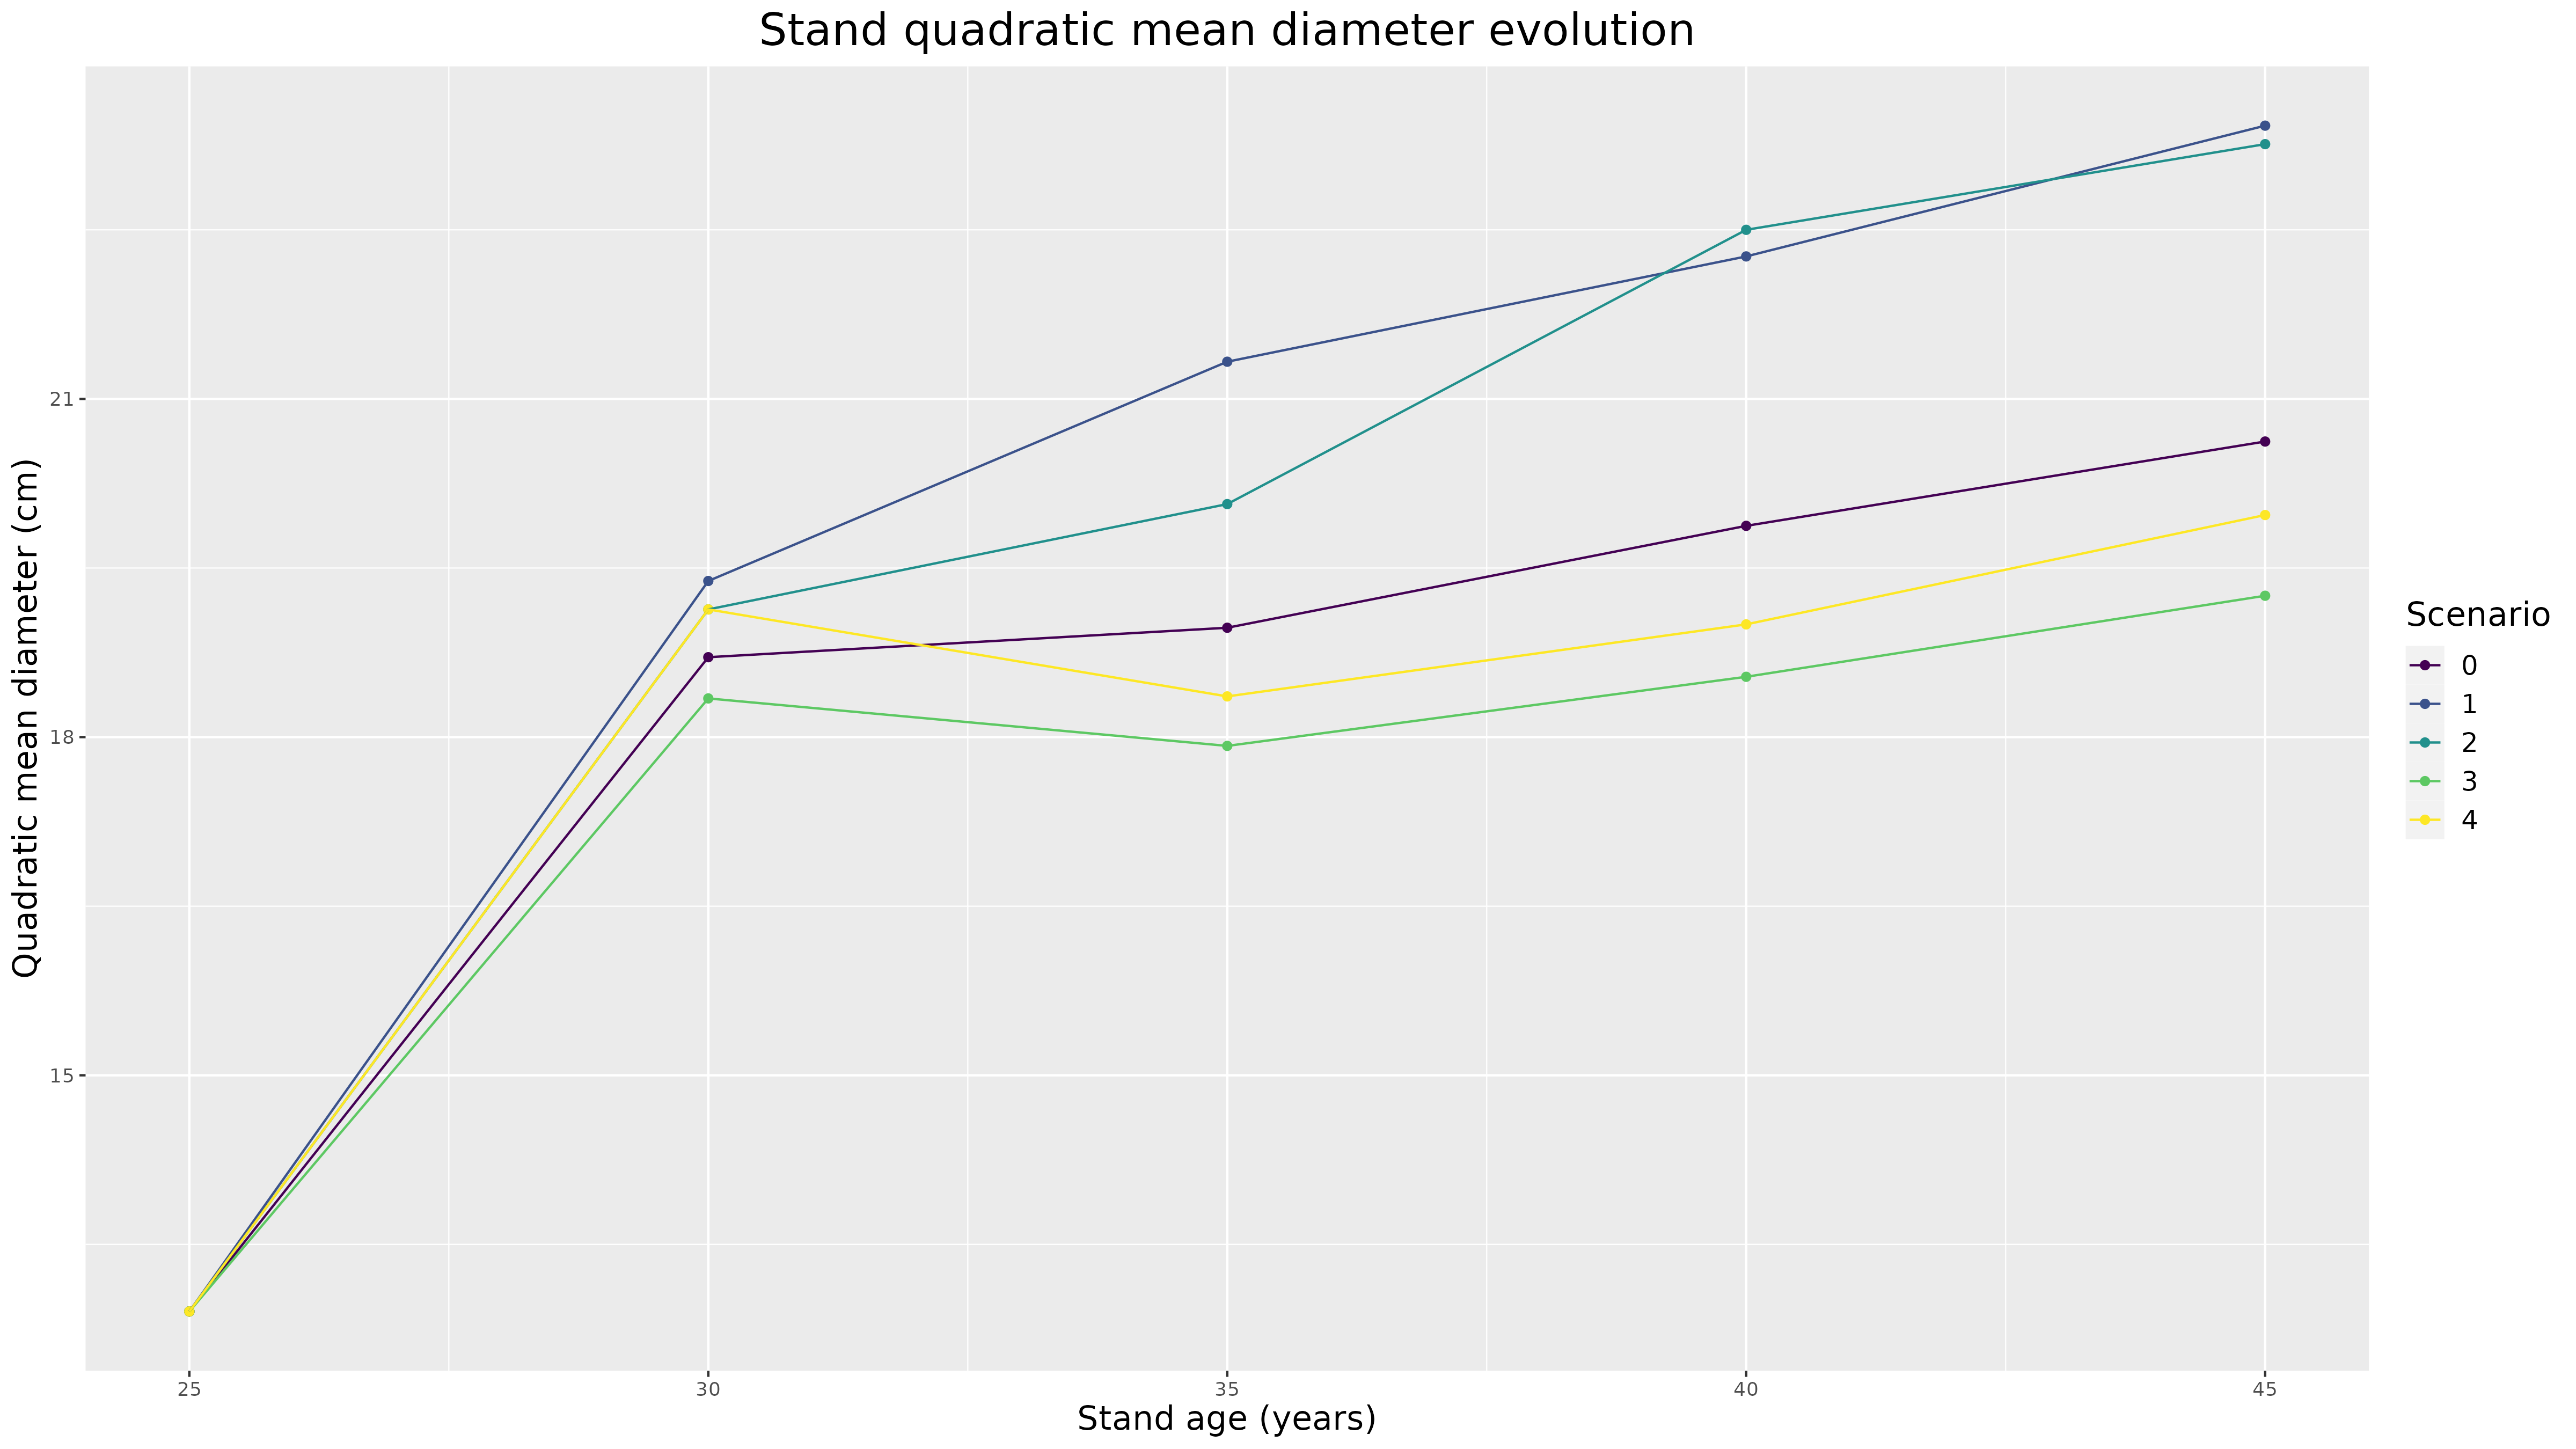 Stand quadratic mean diameter evolution
Quadratic mean diameter (cm)
21
18
15
25 30 35 40 45
Stand age (years)
Scenario
0
1
2
3
4